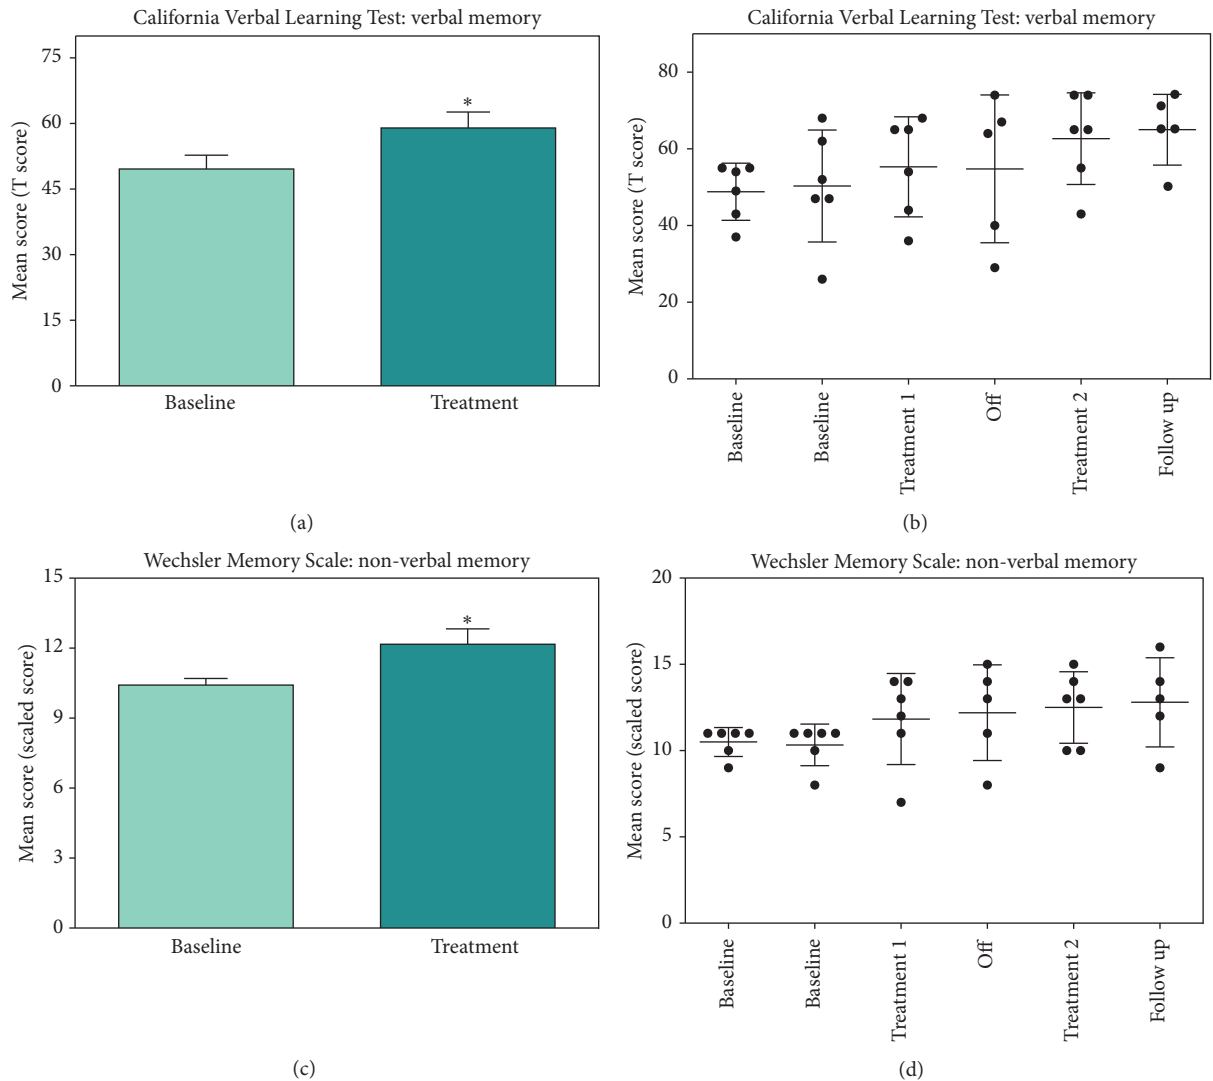 California Verbal Learning Test: verbal memory
Mean score (T score)
75
60
45
30
15
0
*
Baseline
Treatment
(a)
California Verbal Learning Test: verbal memory
Mean score (T score)
80
60
40
20
0
Baseline
Baseline
Treatment 1
Off
Treatment 2
Follow up
(b)
Wechsler Memory Scale: non-verbal memory
Mean score (scaled score)
15
12
9
6
3
0
*
Baseline
Treatment
(c)
Wechsler Memory Scale: non-verbal memory
Mean score (scaled score)
20
15
10
5
0
Baseline
Baseline
Treatment 1
Off
Treatment 2
Follow up
(d)